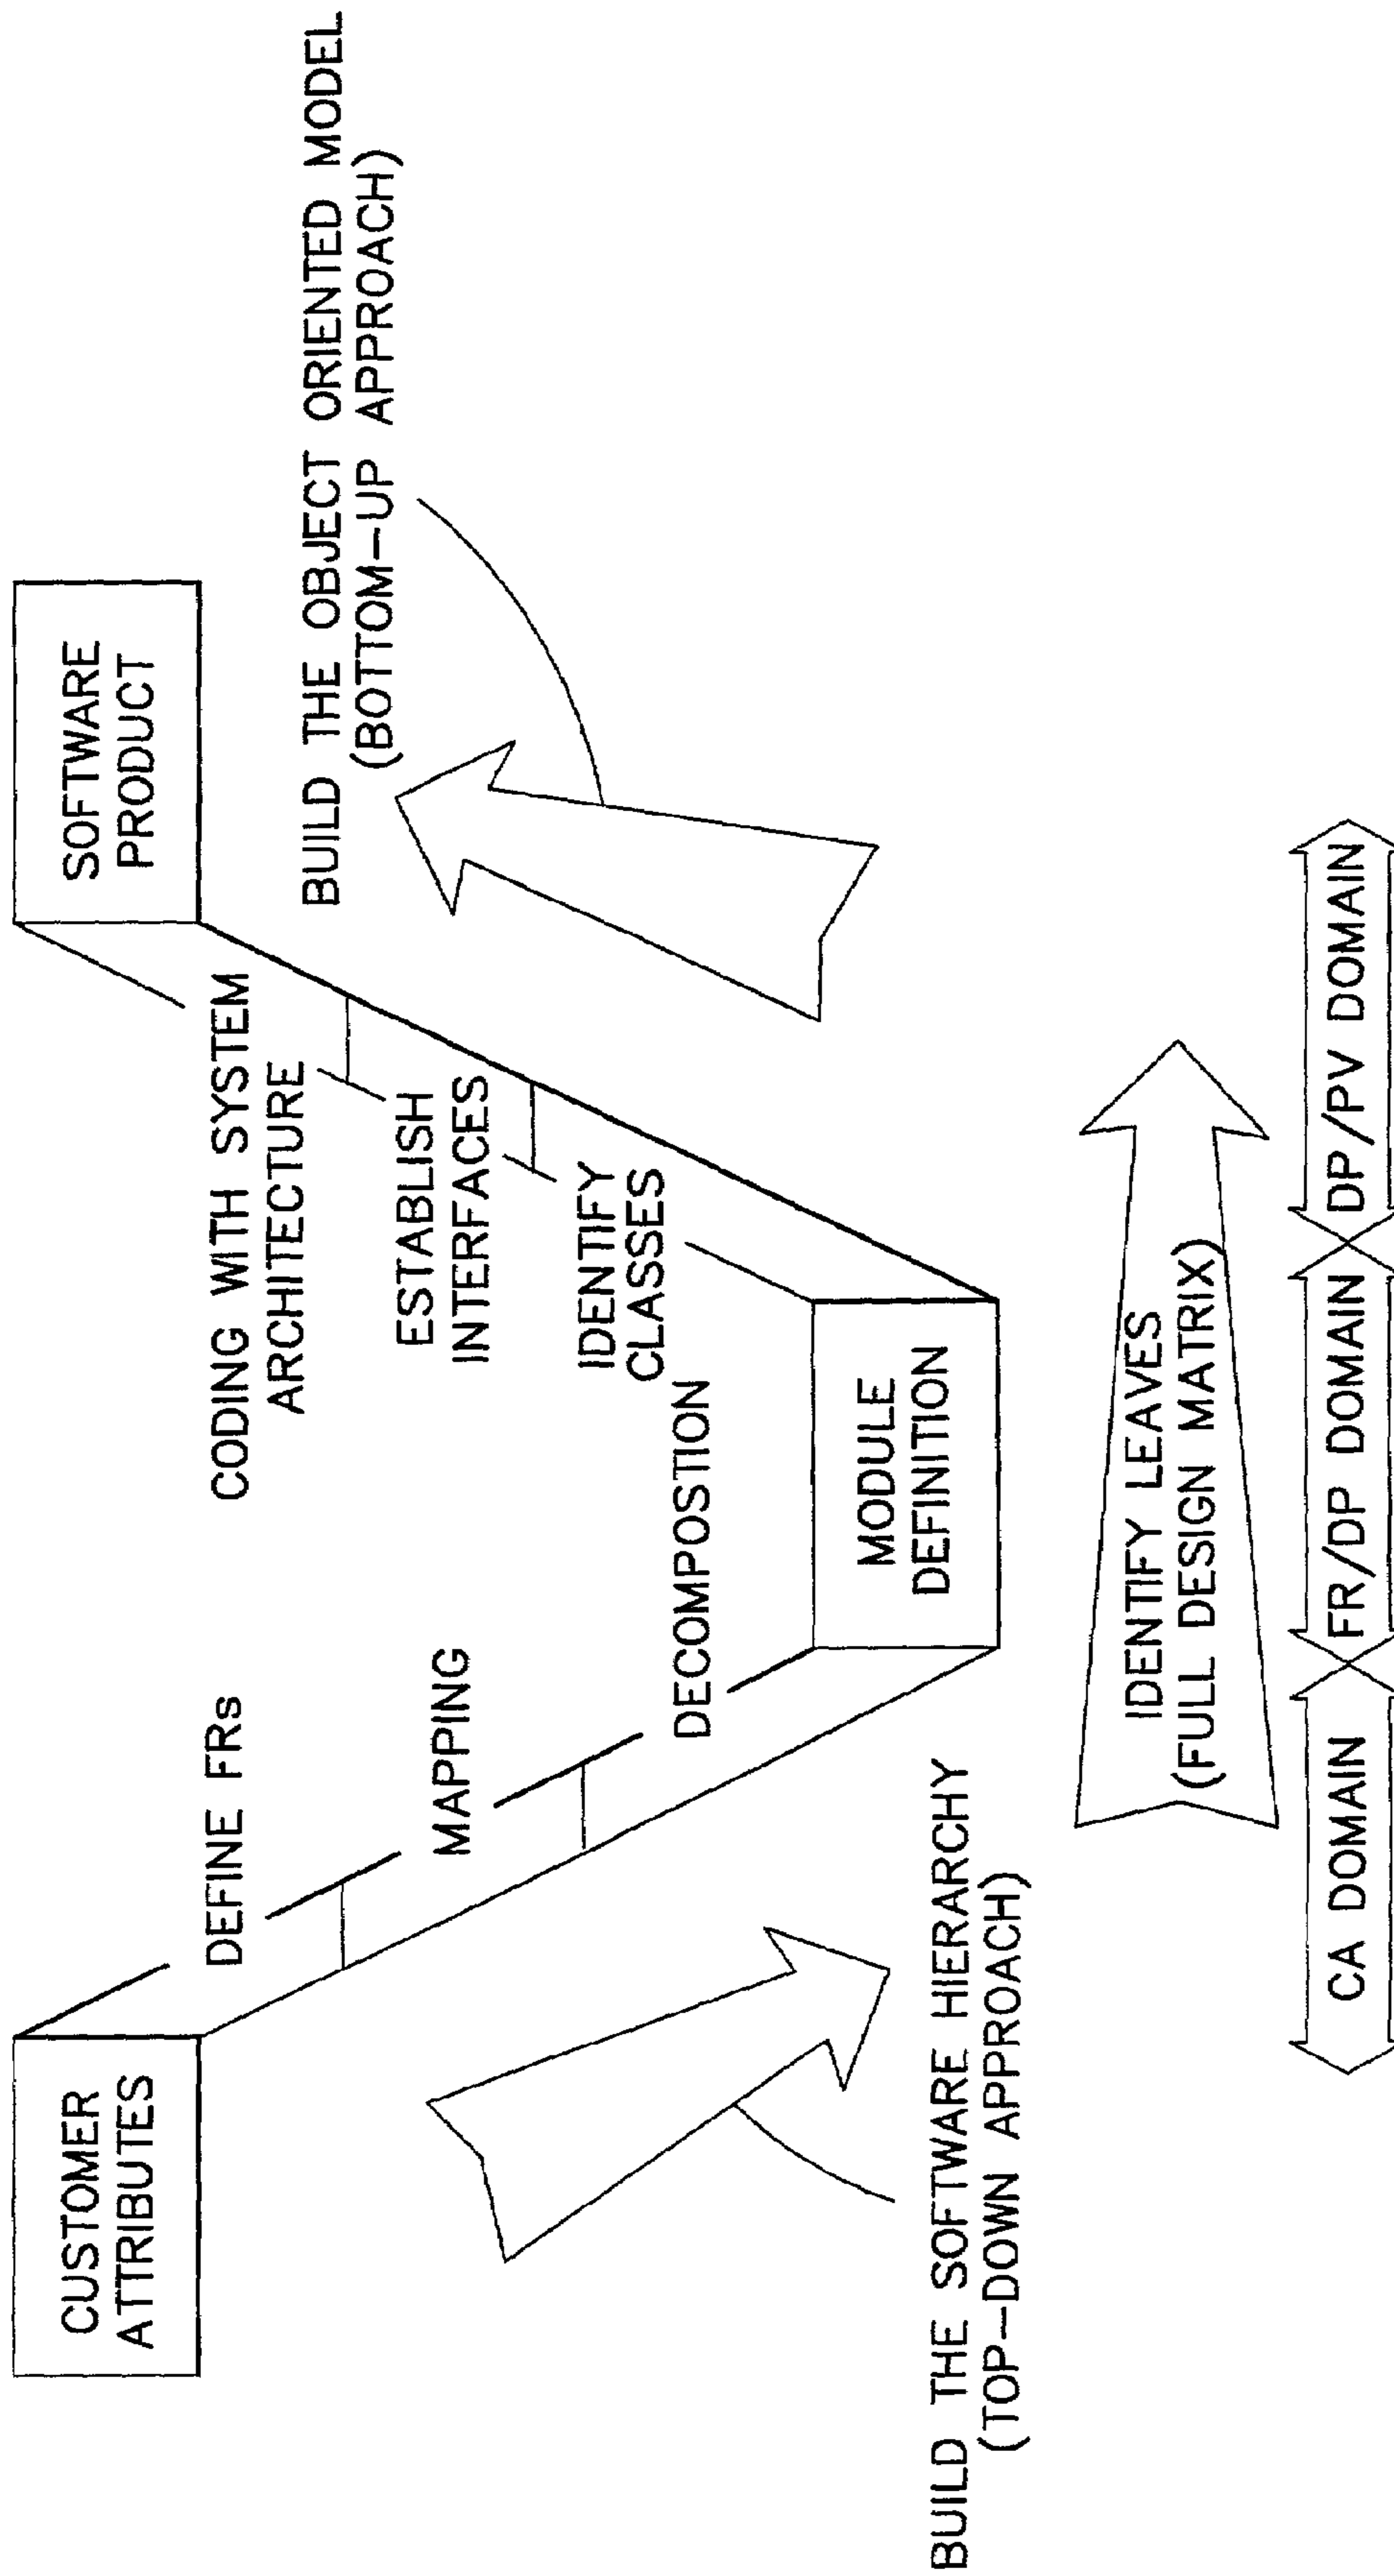 CUSTOMER
ATTRIBUTES
DEFINE FRs
MAPPING
DECOMPOSTION
MODULE
DEFINITION
IDENTIFY
CLASSES
ESTABLISH
INTERFACES
CODING WITH SYSTEM
ARCHITECTURE
SOFTWARE
PRODUCT
BUILD THE SOFTWARE HIERARCHY
(TOP-DOWN APPROACH)
BUILD THE OBJECT ORIENTED MODEL
(BOTTOM-UP APPROACH)
IDENTIFY LEAVES
(FULL DESIGN MATRIX)
CA DOMAIN
FR/DP DOMAIN
DP/PV DOMAIN